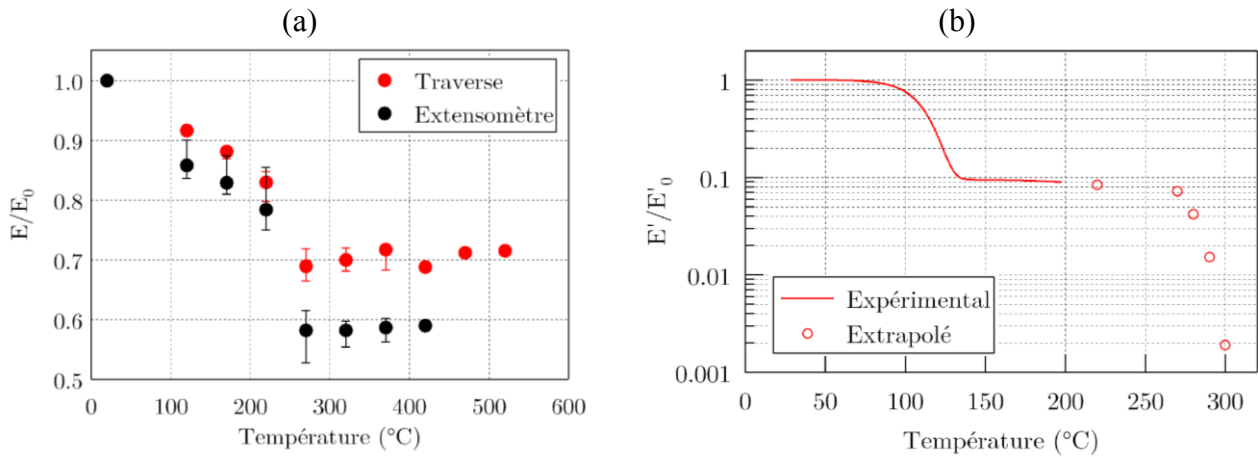 (a)
E/E₀
1.0
0.9
0.8
0.7
0.6
0.5
Traverse
Extensomètre
0 100 200 300 400 500 600
Température (°C)
(b)
E'/E'₀
1
0.1
0.01
0.001
Expérimental
Extrapolé
0 50 100 150 200 250 300
Température (°C)